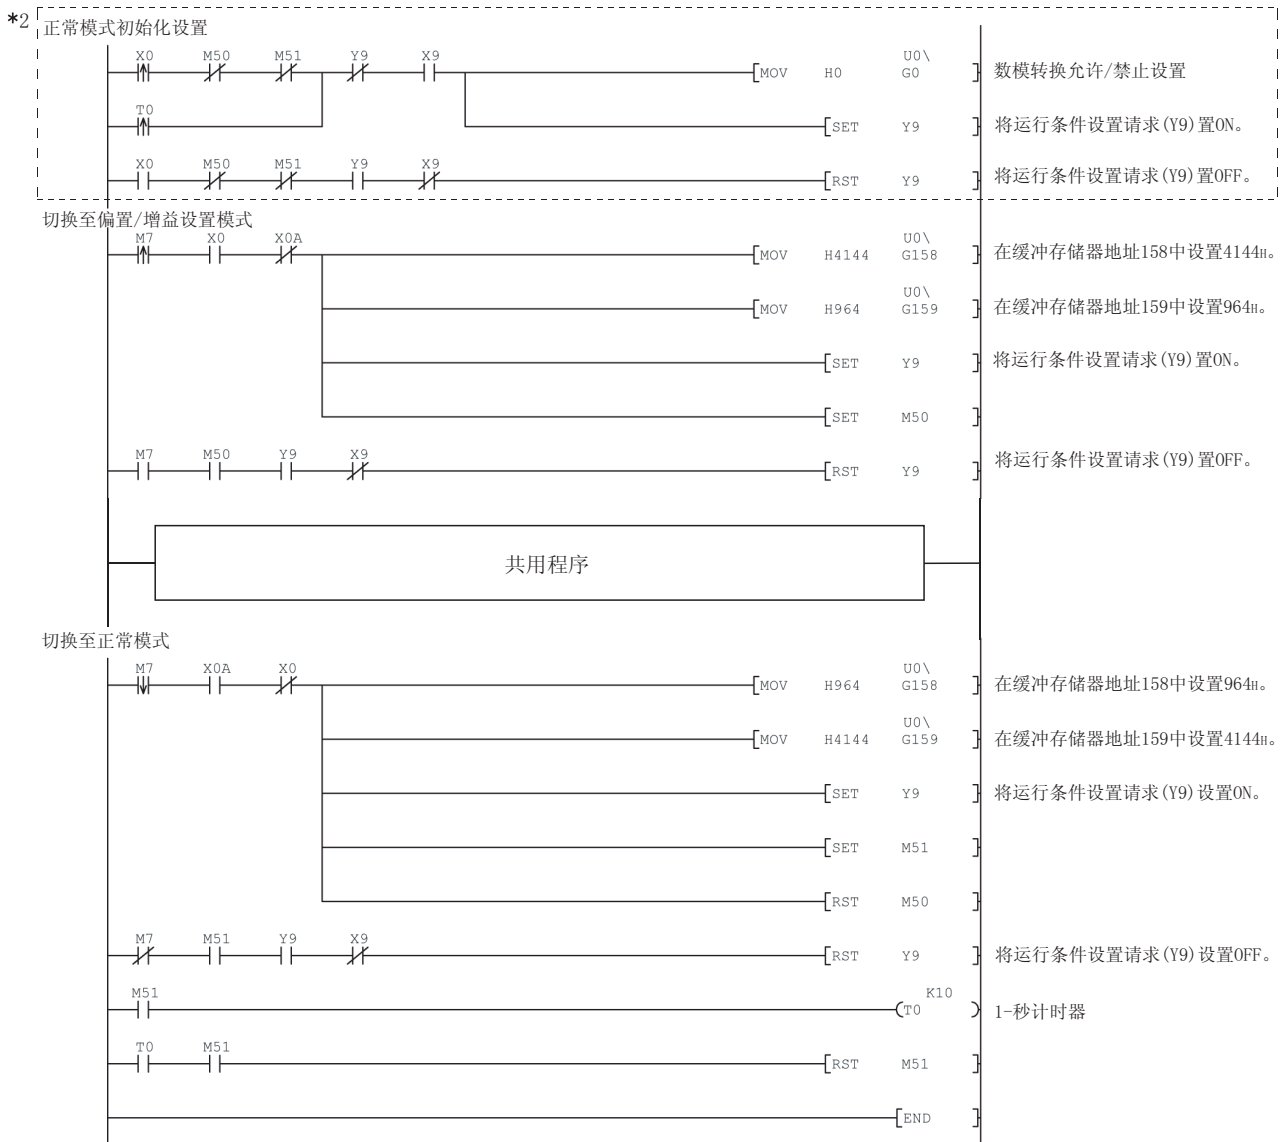 *2 正常模式初始化设置
X0 M50 M51 Y9 X9
[MOV H0 U0\ G0 ] 数模转换允许/禁止设置
T0
[SET Y9 ] 将运行条件设置请求(Y9)置ON。
X0 M50 M51 Y9 X9
[RST Y9 ] 将运行条件设置请求(Y9)置OFF。
切换至偏置/增益设置模式
M7 X0 X0A
[MOV H4144 U0\ G158 ] 在缓冲存储器地址158中设置4144H。
[MOV H964 U0\ G159 ] 在缓冲存储器地址159中设置964H。
[SET Y9 ] 将运行条件设置请求(Y9)置ON。
[SET M50 ]
M7 M50 Y9 X9
[RST Y9 ] 将运行条件设置请求(Y9)置OFF。
共用程序
切换至正常模式
M7 X0A X0
[MOV H964 U0\ G158 ] 在缓冲存储器地址158中设置964H。
[MOV H4144 U0\ G159 ] 在缓冲存储器地址159中设置4144H。
[SET Y9 ] 将运行条件设置请求(Y9)设置ON。
[SET M51 ]
[RST M50 ]
M7 M51 Y9 X9
[RST Y9 ] 将运行条件设置请求(Y9)设置OFF。
M51
(T0 K10 ) 1-秒计时器
T0 M51
[RST M51 ]
[END ]